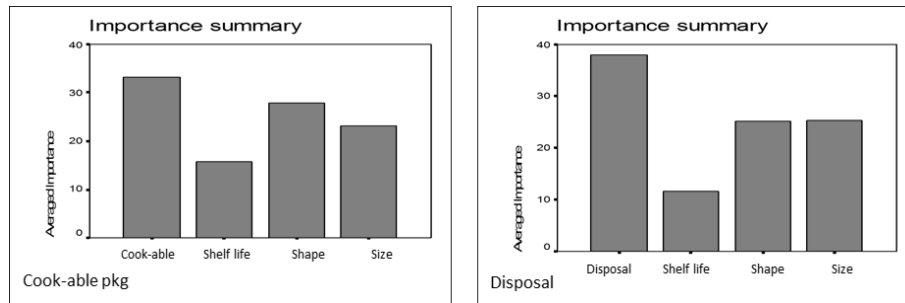 Importance summary
40
30
20
10
0
Averaged Importance
Cook-able Shelf life Shape Size
Cook-able pkg
Importance summary
40
30
20
10
0
Averaged Importance
Disposal Shelf life Shape Size
Disposal